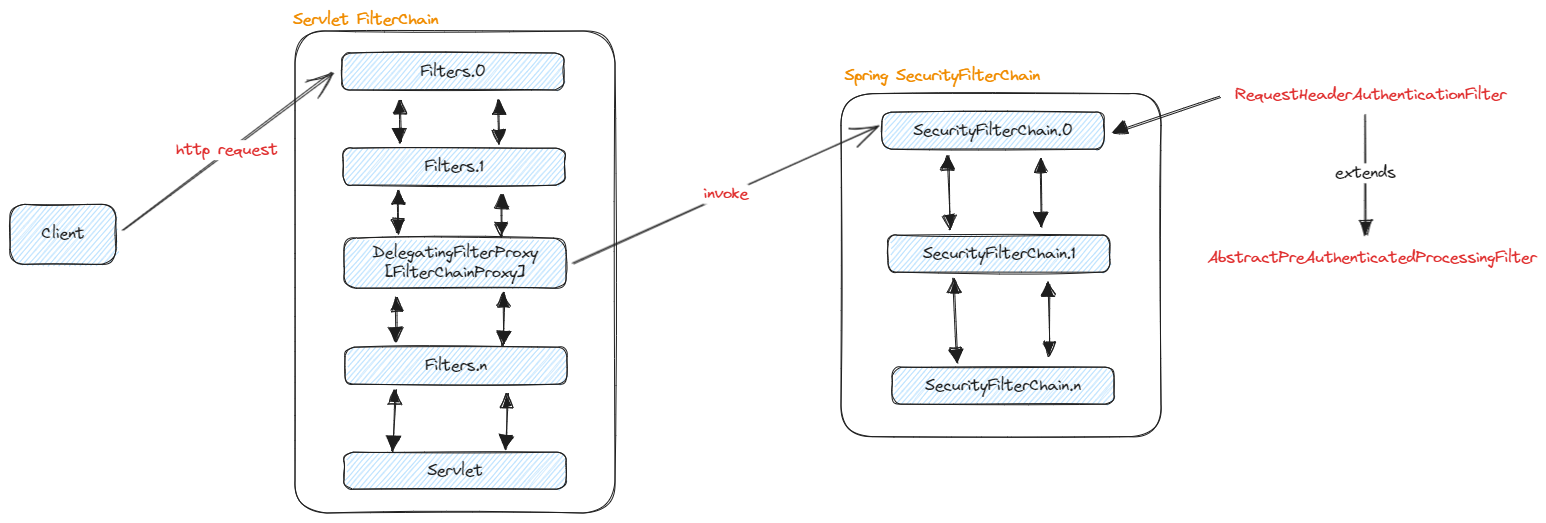 Servlet FilterChain
Filters.0
http request
Filters.1
Client
DelegatingFilterProxy
[FilterChainProxy]
Filters.n
Servlet
invoke
Spring SecurityFilterChain
SecurityFilterChain.0
SecurityFilterChain.1
SecurityFilterChain.n
RequestHeaderAuthenticationFilter
extends
AbstractPreAuthenticatedProcessingFilter